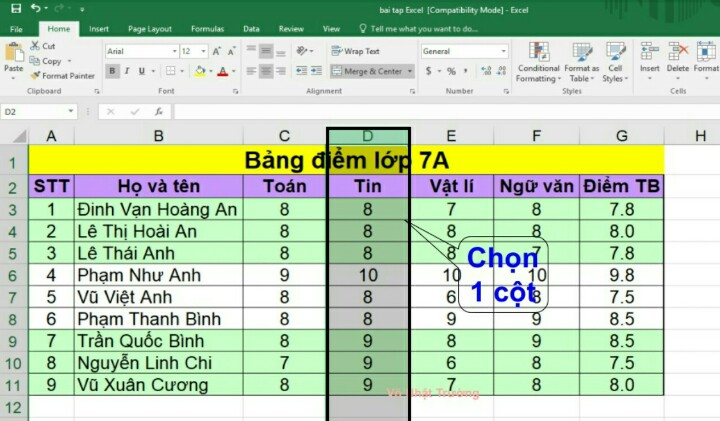 bai tap Excel [Compatibility Mode] - Excel
File Home Insert Page Layout Formulas Data Review View Tell me what you want to do...
Paste
Cut
Copy
Format Painter
Clipboard
Arial 12
B I U
Font
Wrap Text
Merge & Center
Alignment
General
$ % ,
Number
Conditional Formatting
Format as Table
Cell Styles
Styles
Insert Delete Format
Cells
D2 fx
A B C D E F G H
1 Bảng điểm lớp 7A
2 STT Họ và tên Toán Tin Vật lí Ngữ văn Điểm TB
3 1 Đinh Vạn Hoàng An 8 8 7 8 7.8
4 2 Lê Thị Hoài An 8 8 8 8 8.0
5 3 Lê Thái Anh 8 8 8 7 7.8
6 4 Phạm Như Anh 9 10 10 10 9.8
7 5 Vũ Việt Anh 8 8 6 8 7.5
8 6 Phạm Thanh Bình 8 8 9 9 8.5
9 7 Trần Quốc Bình 8 9 8 9 8.5
10 8 Nguyễn Linh Chi 7 9 6 8 7.5
11 9 Vũ Xuân Cương 8 9 7 8 8.0
12
Chọn
1 cột
Võ Nhật Trường